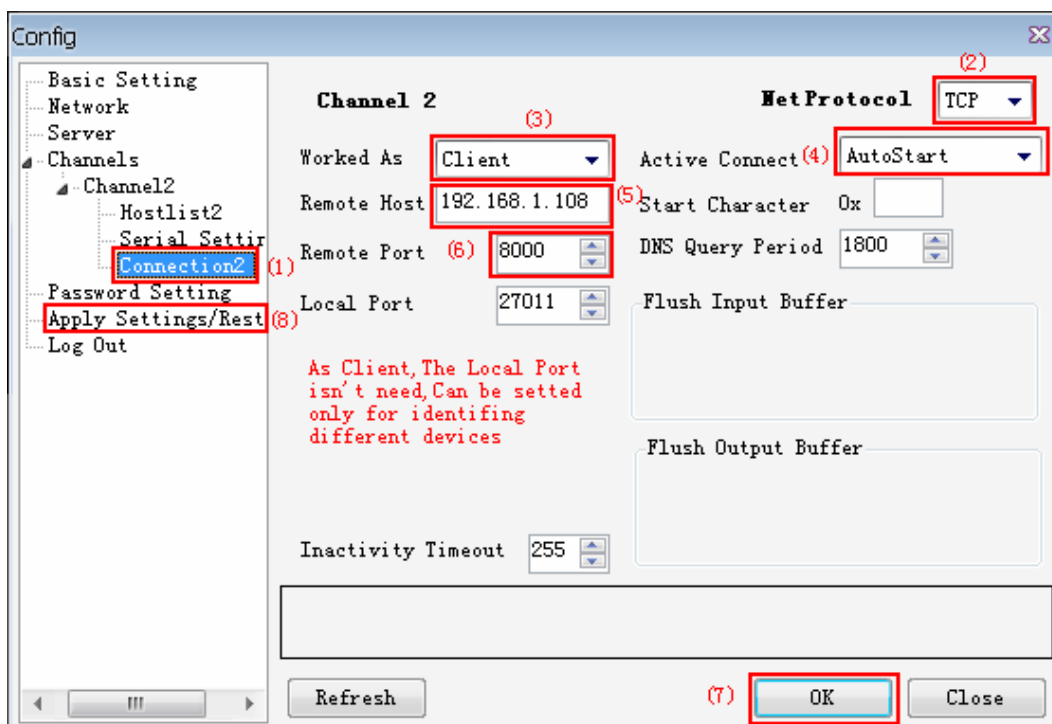 Config
Basic Setting
Network
Server
Channels
Channel2
Hostlist2
Serial Settir
Connection2 (1)
Password Setting
Apply Settings/Rest (8)
Log Out
Channel 2
NetProtocol (2) TCP
(3)
Worked As Client
Active Connect (4) AutoStart
Remote Host 192.168.1.108 (5)
Start Character 0x
Remote Port (6) 8000
DNS Query Period 1800
Local Port 27011
Flush Input Buffer
As Client,The Local Port
isn't need,Can be setted
only for identifing
different devices
Flush Output Buffer
Inactivity Timeout 255
Refresh (7) OK Close